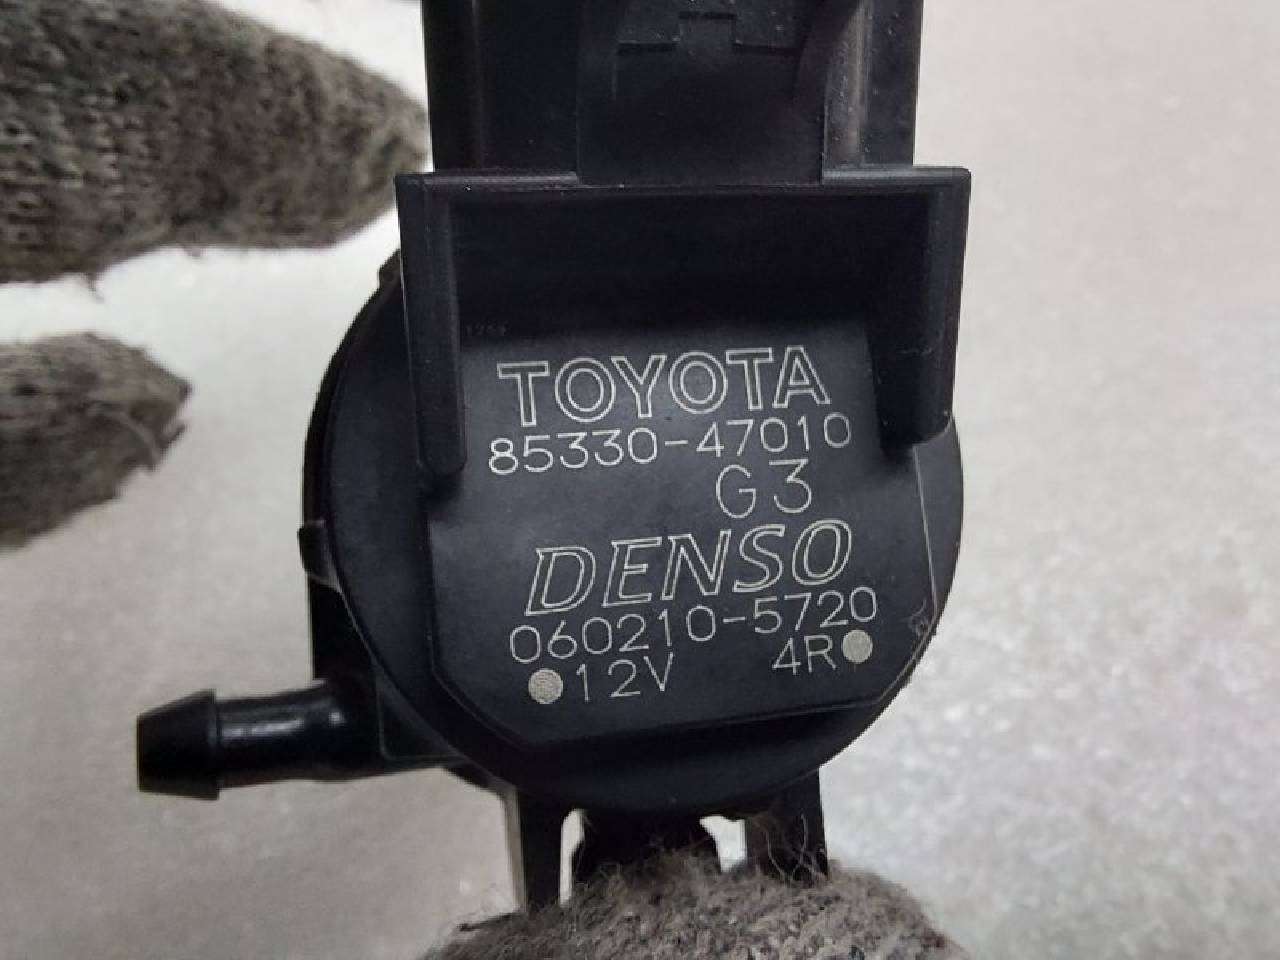 TOYOTA
85330-47010
G3
DENSO
060210-5720
12V 4R